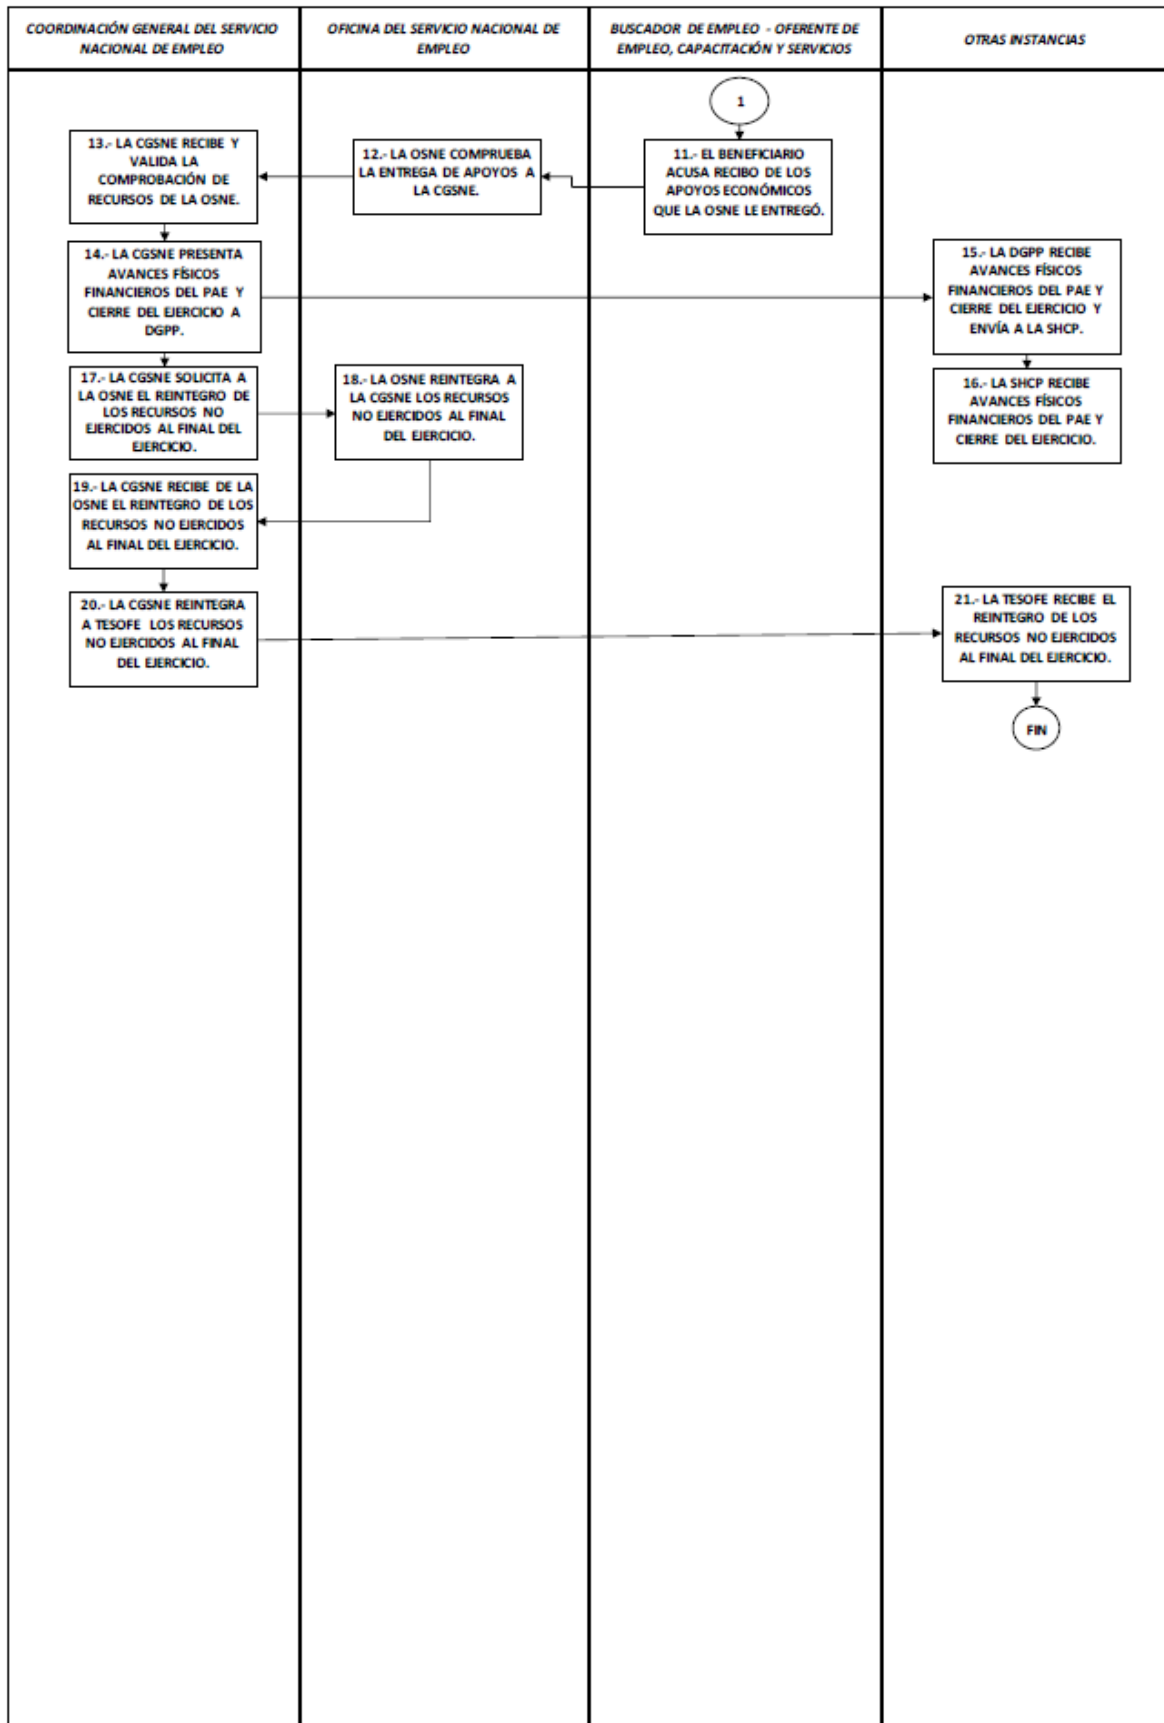 COORDINACIÓN GENERAL DEL SERVICIO
NACIONAL DE EMPLEO
OFICINA DEL SERVICIO NACIONAL DE
EMPLEO
BUSCADOR DE EMPLEO - OFERENTE DE
EMPLEO, CAPACITACIÓN Y SERVICIOS
OTRAS INSTANCIAS
1
11.- EL BENEFICIARIO
ACUSA RECIBO DE LOS
APOYOS ECONÓMICOS
QUE LA OSNE LE ENTREGÓ.
12.- LA OSNE COMPRUEBA
LA ENTREGA DE APOYOS A
LA CGSNE.
13.- LA CGSNE RECIBE Y
VALIDA LA
COMPROBACIÓN DE
RECURSOS DE LA OSNE.
14.- LA CGSNE PRESENTA
AVANCES FÍSICOS
FINANCIEROS DEL PAE Y
CIERRE DEL EJERCICIO A
DGPP.
15.- LA DGPP RECIBE
AVANCES FÍSICOS
FINANCIEROS DEL PAE Y
CIERRE DEL EJERCICIO Y
ENVÍA A LA SHCP.
16.- LA SHCP RECIBE
AVANCES FÍSICOS
FINANCIEROS DEL PAE Y
CIERRE DEL EJERCICIO.
17.- LA CGSNE SOLICITA A
LA OSNE EL REINTEGRO DE
LOS RECURSOS NO
EJERCIDOS AL FINAL DEL
EJERCICIO.
18.- LA OSNE REINTEGRA A
LA CGSNE LOS RECURSOS
NO EJERCIDOS AL FINAL
DEL EJERCICIO.
19.- LA CGSNE RECIBE DE LA
OSNE EL REINTEGRO DE LOS
RECURSOS NO EJERCIDOS
AL FINAL DEL EJERCICIO.
20.- LA CGSNE REINTEGRA
A TESOFE LOS RECURSOS
NO EJERCIDOS AL FINAL
DEL EJERCICIO.
21.- LA TESOFE RECIBE EL
REINTEGRO DE LOS
RECURSOS NO EJERCIDOS
AL FINAL DEL EJERCICIO.
FIN